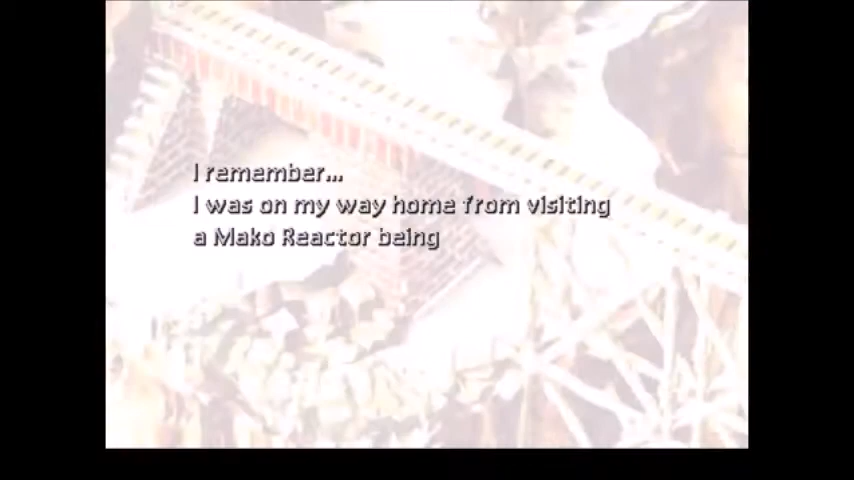 I remember...
I was on my way home from visiting
a Mako Reactor being